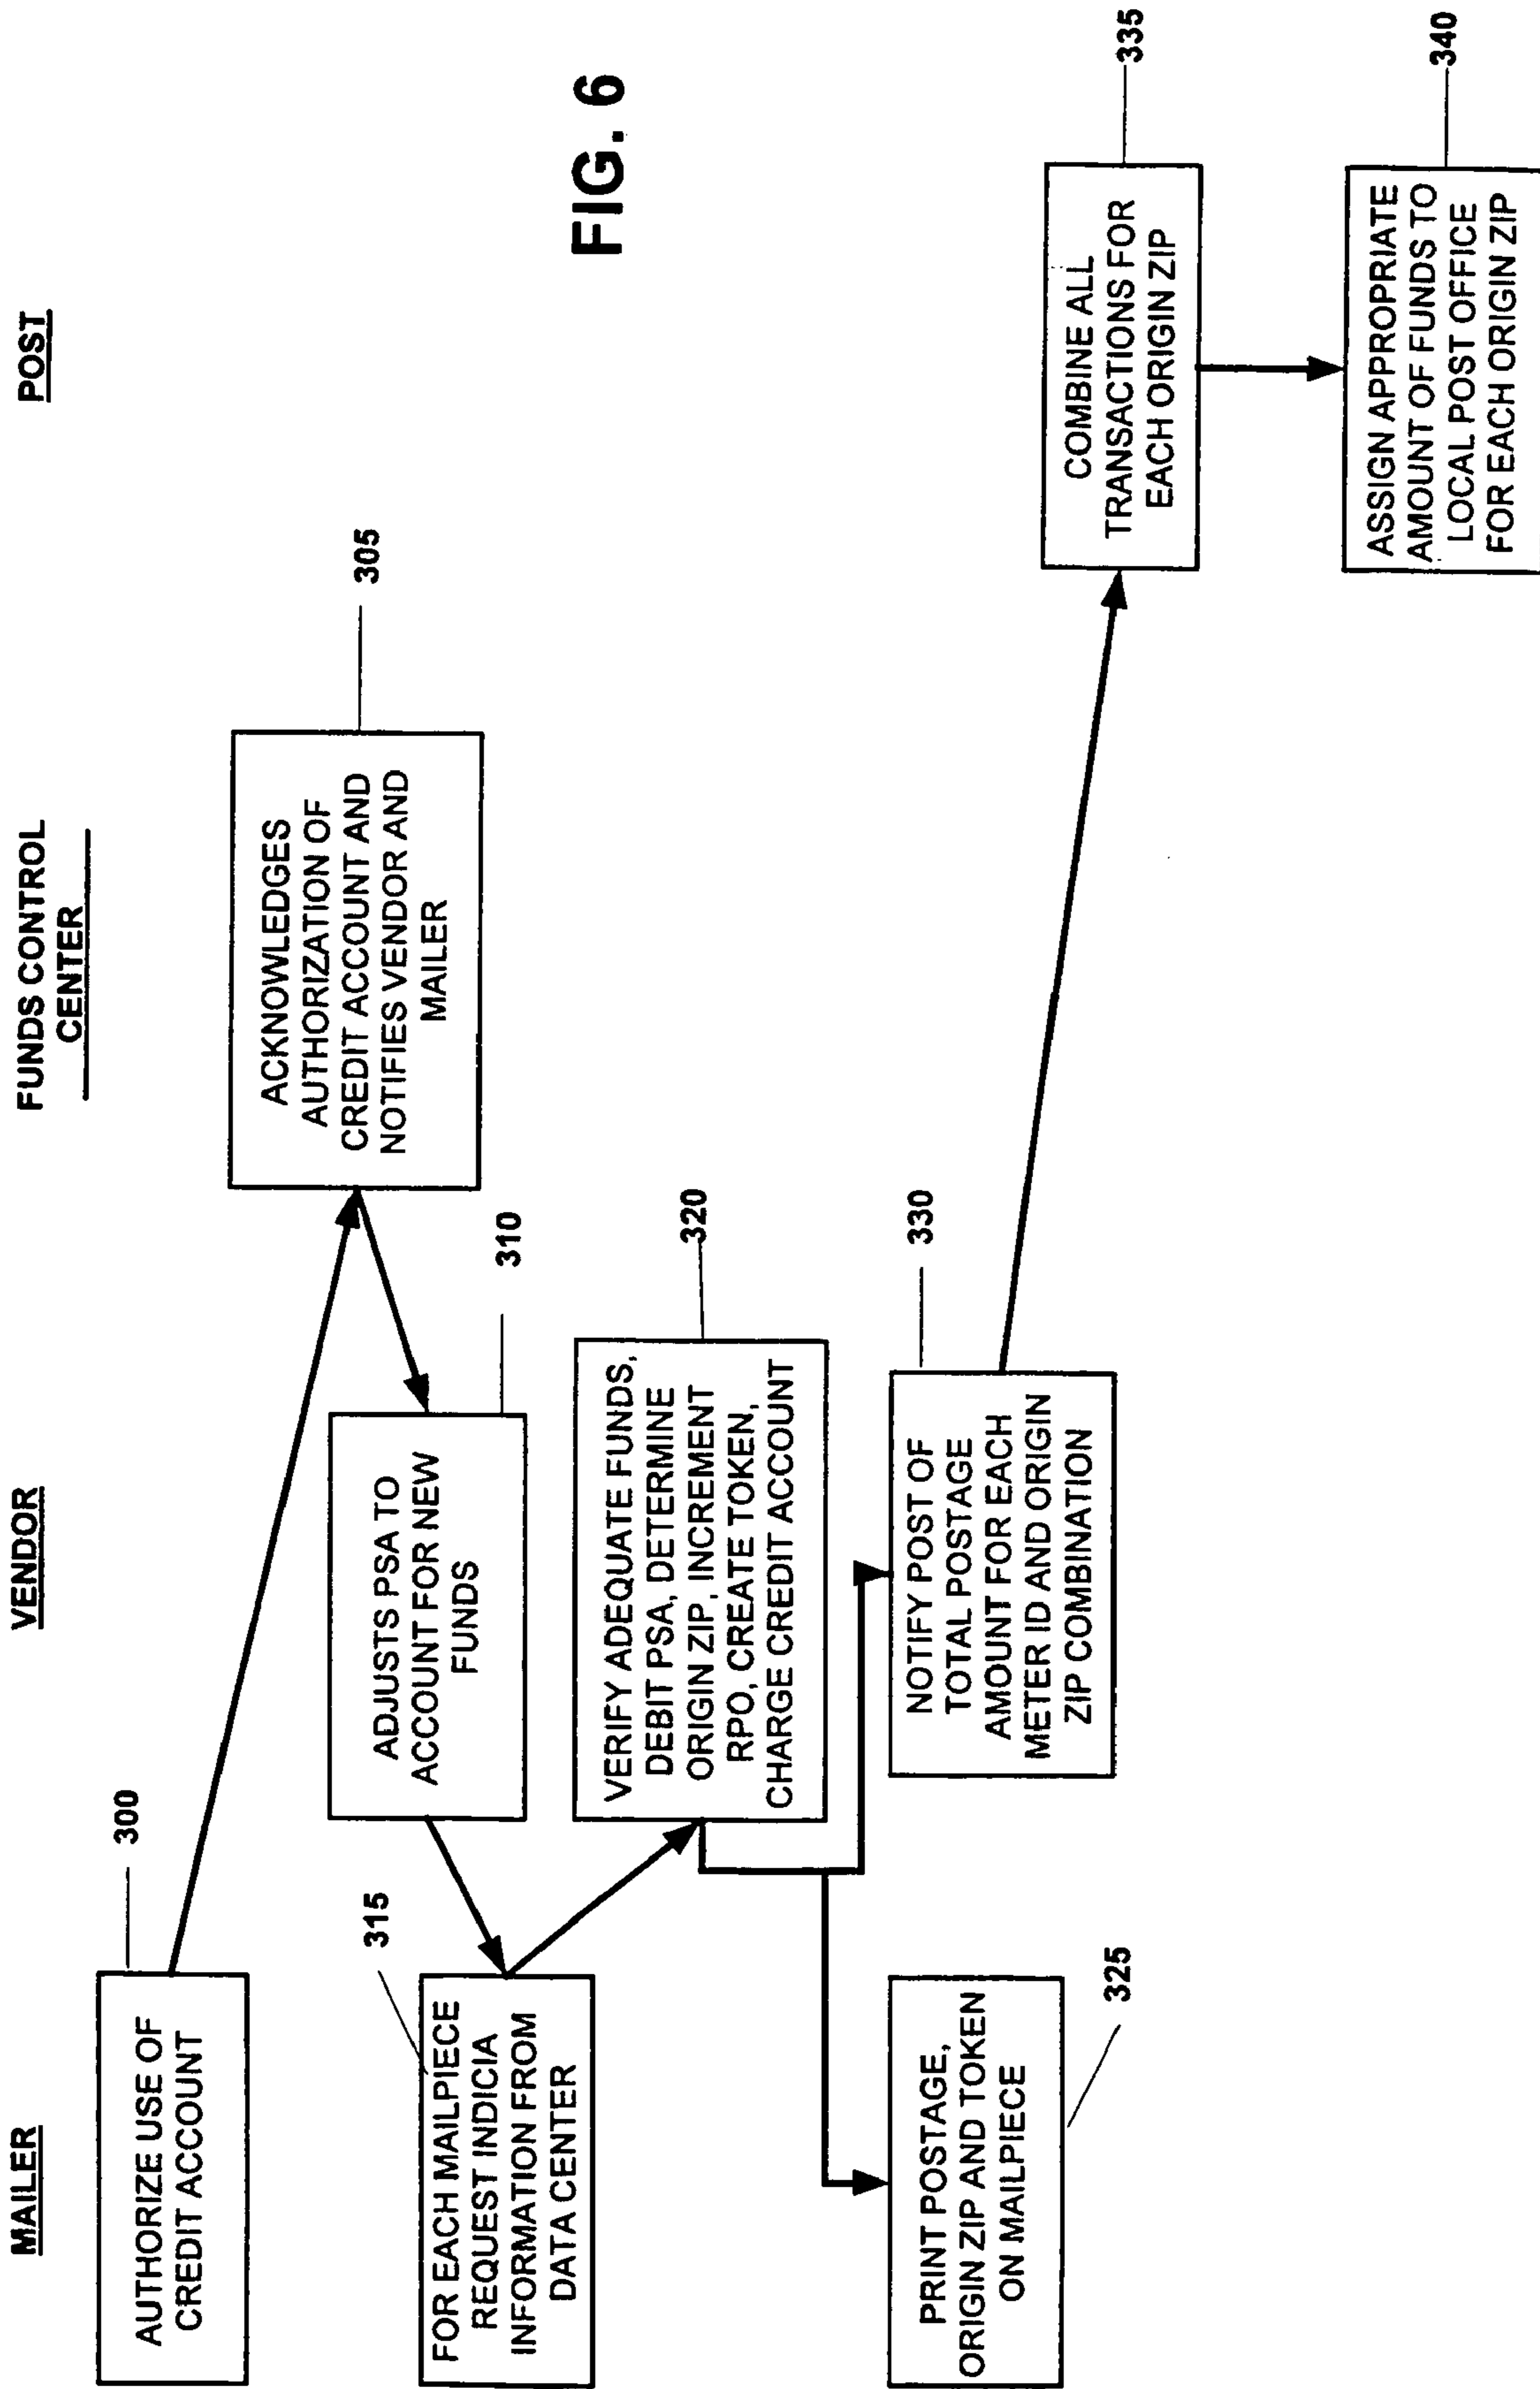 MAILER
VENDOR
FUNDS CONTROL
CENTER
POST
300
AUTHORIZE USE OF
CREDIT ACCOUNT
305
ACKNOWLEDGES
AUTHORIZATION OF
CREDIT ACCOUNT AND
NOTIFIES VENDOR AND
MAILER
310
ADJUSTS PSA TO
ACCOUNT FOR NEW
FUNDS
315
FOR EACH MAILPIECE
REQUEST INDICIA
INFORMATION FROM
DATA CENTER
320
VERIFY ADEQUATE FUNDS,
DEBIT PSA, DETERMINE
ORIGIN ZIP, INCREMENT
RPO, CREATE TOKEN,
CHARGE CREDIT ACCOUNT
325
PRINT POSTAGE,
ORIGIN ZIP AND TOKEN
ON MAILPIECE
330
NOTIFY POST OF
TOTAL POSTAGE
AMOUNT FOR EACH
METER ID AND ORIGIN
ZIP COMBINATION
335
COMBINE ALL
TRANSACTIONS FOR
EACH ORIGIN ZIP
340
ASSIGN APPROPRIATE
AMOUNT OF FUNDS TO
LOCAL POST OFFICE
FOR EACH ORIGIN ZIP
FIG. 6